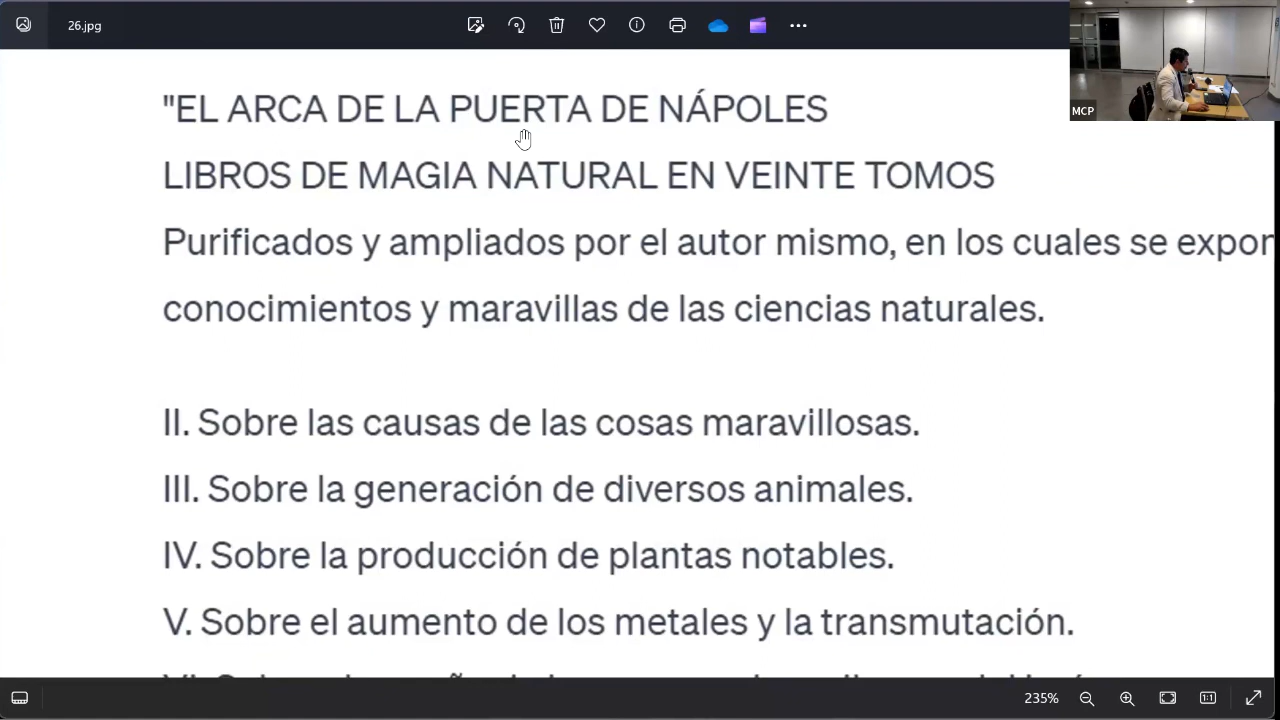 26.jpg
MCP
"EL ARCA DE LA PUERTA DE NÁPOLES
LIBROS DE MAGIA NATURAL EN VEINTE TOMOS
Purificados y ampliados por el autor mismo, en los cuales se expon
conocimientos y maravillas de las ciencias naturales.
II. Sobre las causas de las cosas maravillosas.
III. Sobre la generación de diversos animales.
IV. Sobre la producción de plantas notables.
V. Sobre el aumento de los metales y la transmutación.
235%
1:1